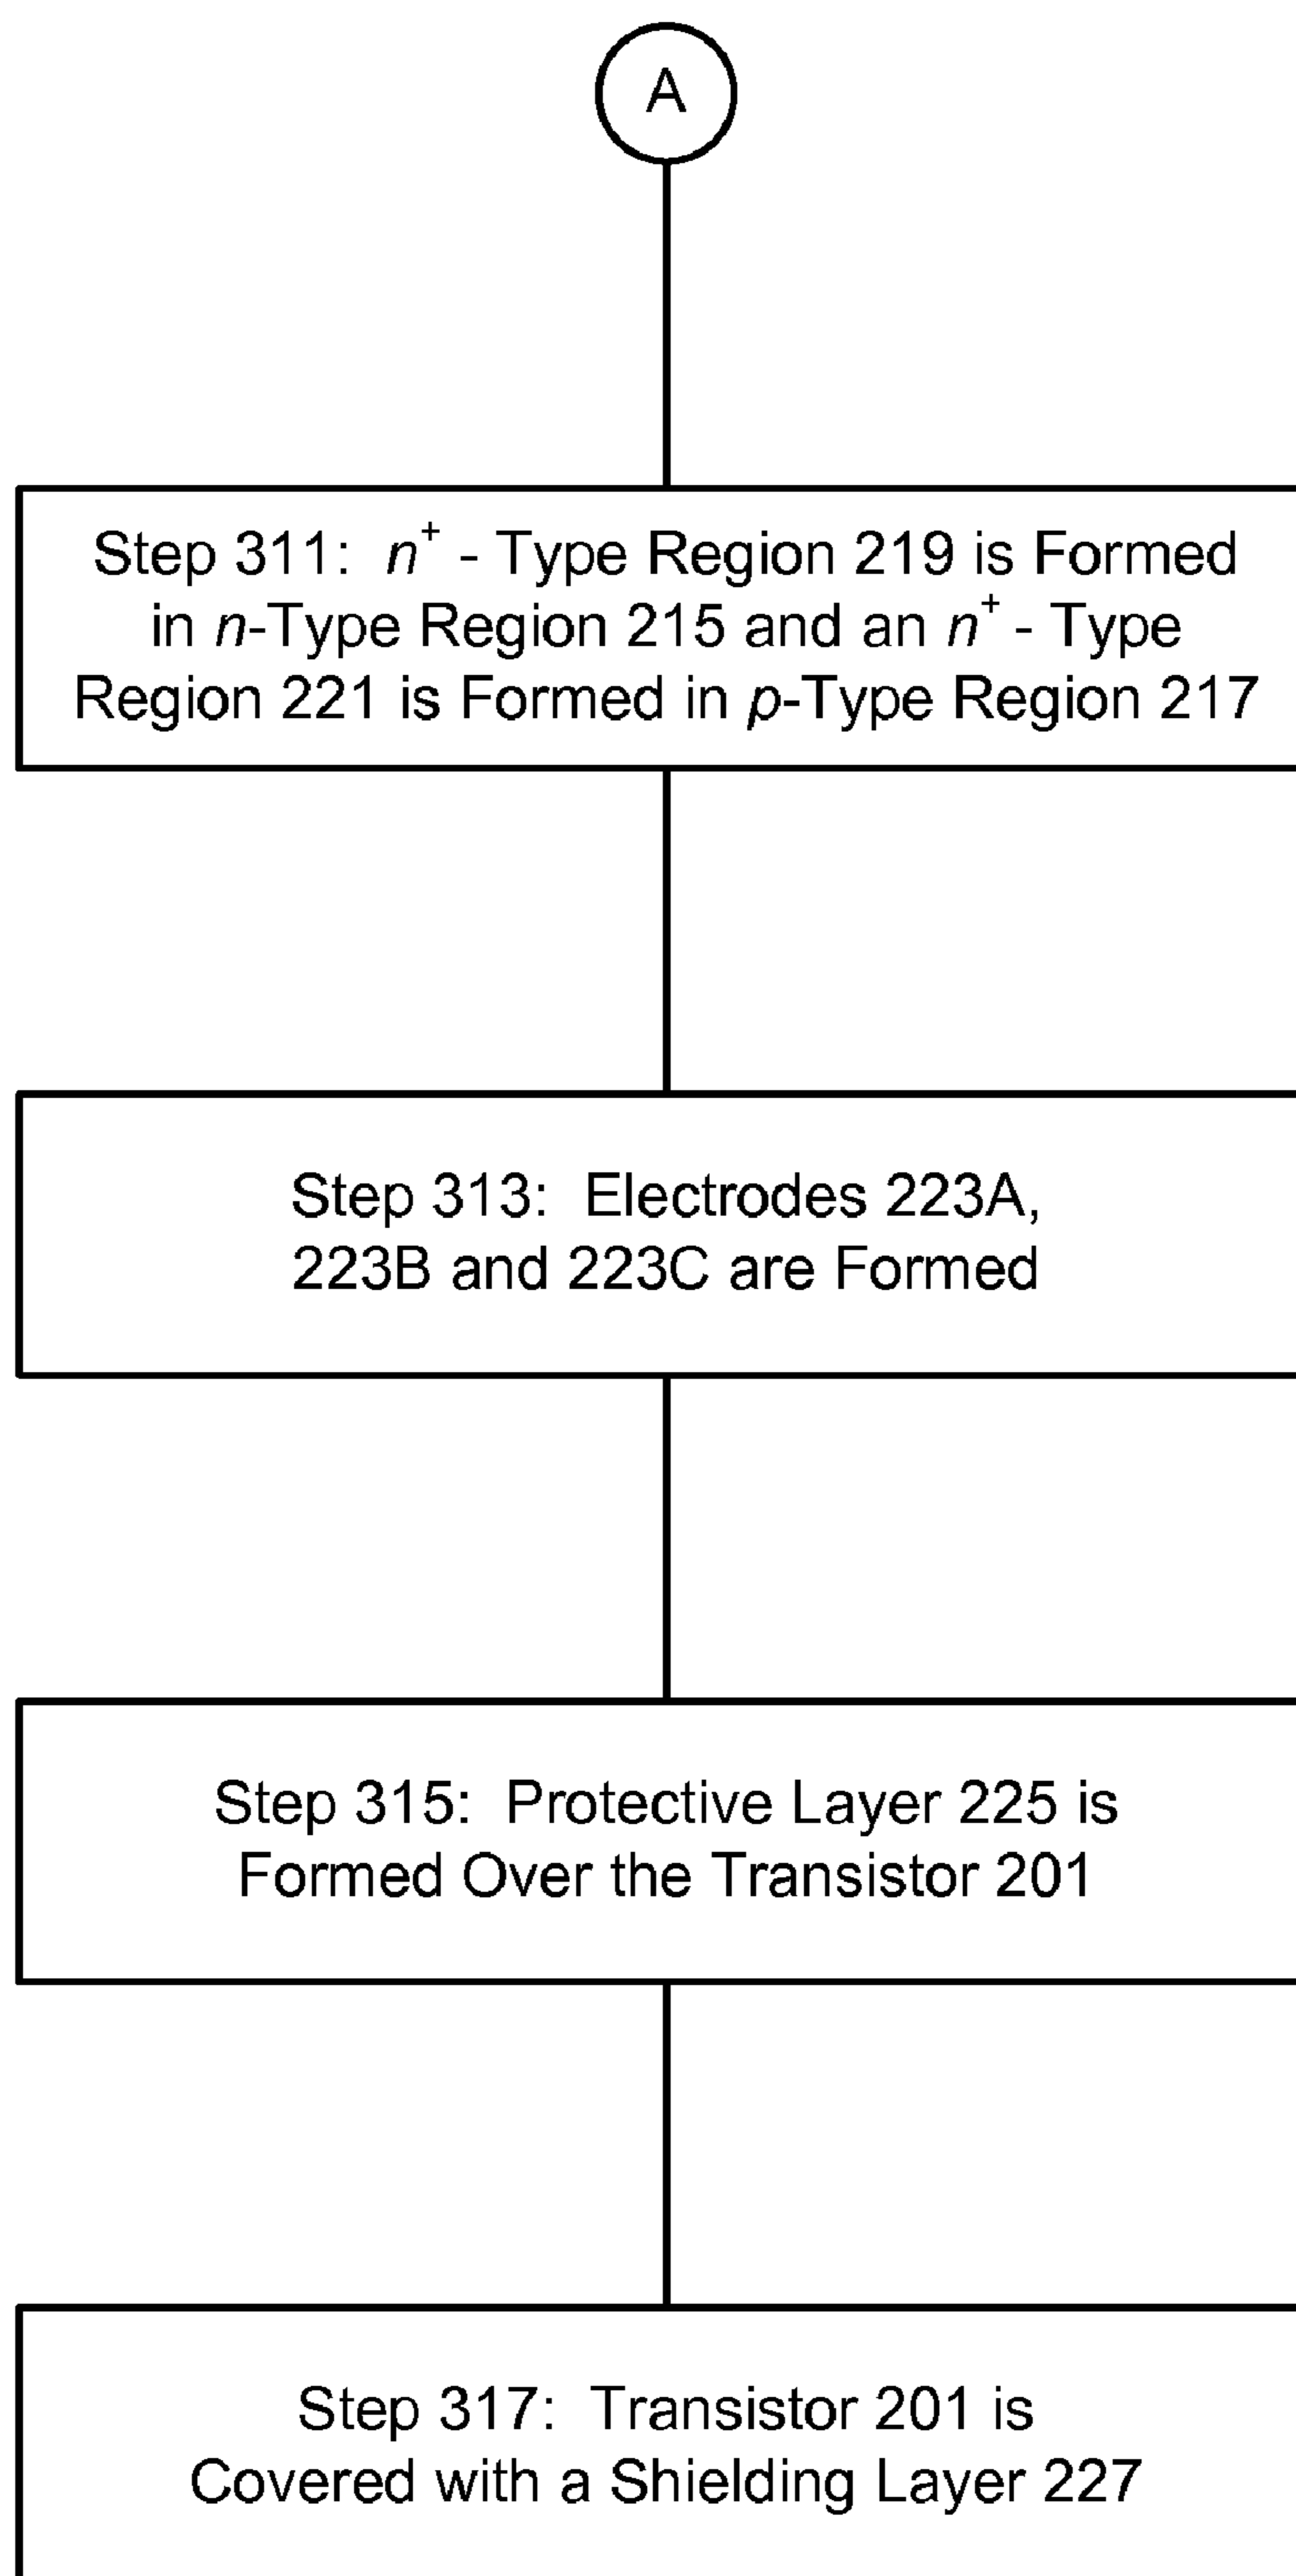 A
Step 311: n+ - Type Region 219 is Formed
in n-Type Region 215 and an n+ - Type
Region 221 is Formed in p-Type Region 217
Step 313: Electrodes 223A,
223B and 223C are Formed
Step 315: Protective Layer 225 is
Formed Over the Transistor 201
Step 317: Transistor 201 is
Covered with a Shielding Layer 227